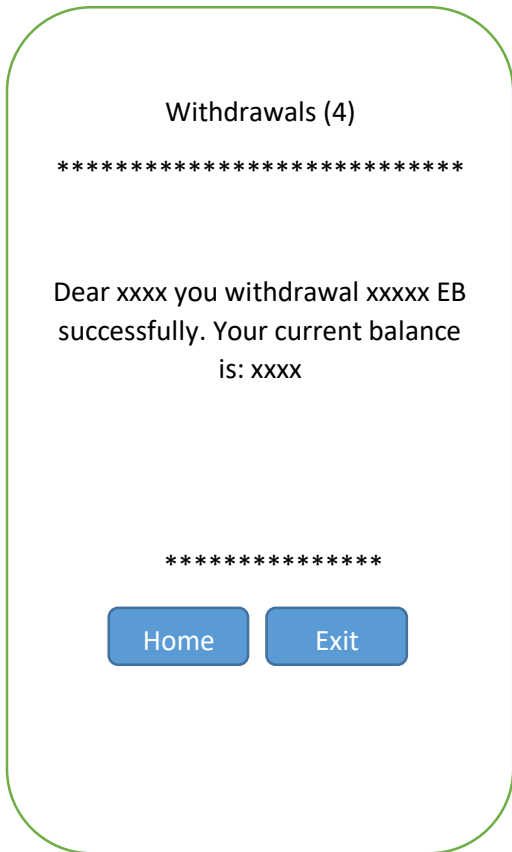 Withdrawals (4)
****************************
Dear xxxx you withdrawal xxxxx EB
successfully. Your current balance
is: xxxx
***************
Home
Exit